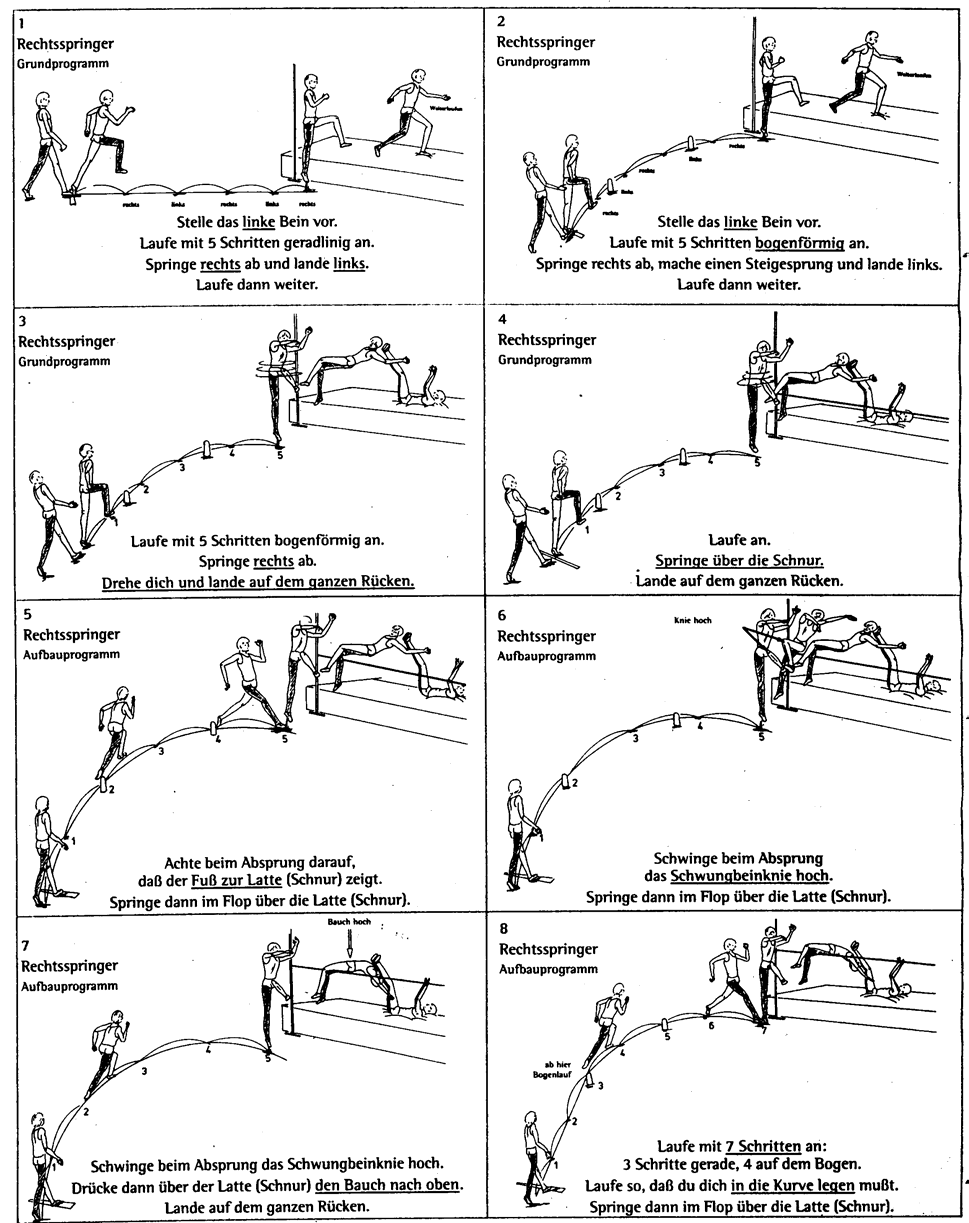 1
Rechtsspringer
Grundprogramm
Weiterlaufen
rechts
links
rechts
links
rechts
Stelle das linke Bein vor.
Laufe mit 5 Schritten geradlinig an.
Springe rechts ab und lande links.
Laufe dann weiter.
2
Rechtsspringer
Grundprogramm
Weiterlaufen
rechts
links
rechts
links
rechts
Stelle das linke Bein vor.
Laufe mit 5 Schritten bogenförmig an.
Springe rechts ab, mache einen Steigesprung und lande links.
Laufe dann weiter.
3
Rechtsspringer
Grundprogramm
1
2
3
4
5
Laufe mit 5 Schritten bogenförmig an.
Springe rechts ab.
Drehe dich und lande auf dem ganzen Rücken.
4
Rechtsspringer
Grundprogramm
1
2
3
4
5
Laufe an.
Springe über die Schnur.
Lande auf dem ganzen Rücken.
5
Rechtsspringer
Aufbauprogramm
1
2
3
4
5
Achte beim Absprung darauf,
daß der Fuß zur Latte (Schnur) zeigt.
Springe dann im Flop über die Latte (Schnur).
6
Rechtsspringer
Aufbauprogramm
Knie hoch
1
2
3
4
5
Schwinge beim Absprung
das Schwungbeinknie hoch.
Springe dann im Flop über die Latte (Schnur).
7
Rechtsspringer
Aufbauprogramm
Bauch hoch
1
2
3
4
5
Schwinge beim Absprung das Schwungbeinknie hoch.
Drücke dann über der Latte (Schnur) den Bauch nach oben.
Lande auf dem ganzen Rücken.
8
Rechtsspringer
Aufbauprogramm
ab hier
Bogenlauf
1
2
3
4
5
6
7
Laufe mit 7 Schritten an:
3 Schritte gerade, 4 auf dem Bogen.
Laufe so, daß du dich in die Kurve legen mußt.
Springe dann im Flop über die Latte (Schnur).